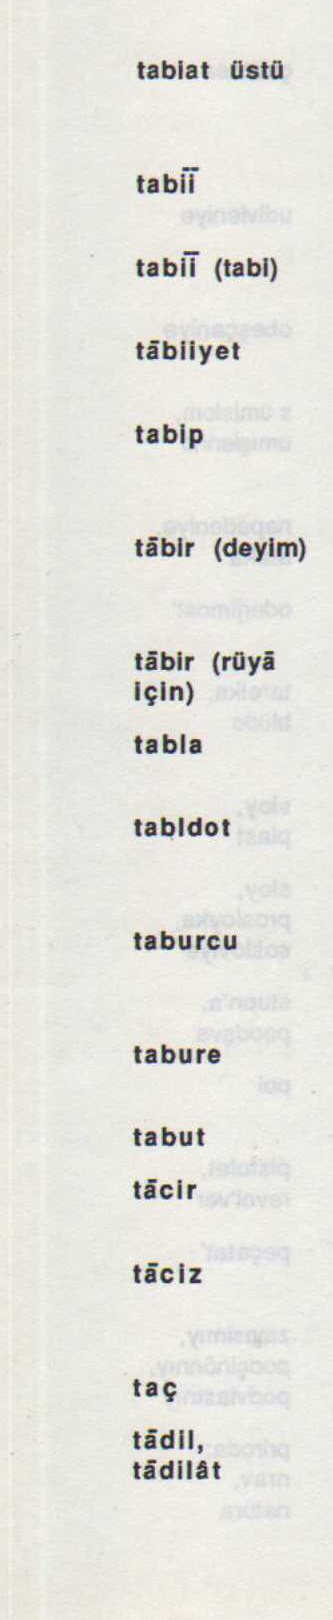 tabiat üstü
tabiī
tabiī (tabi)
tābiiyet
tabip
tābir (deyim)
tābir (rüyā
için)
tabla
tabldot
taburcu
tabure
tabut
tācir
tāciz
taç
tādil,
tādilât